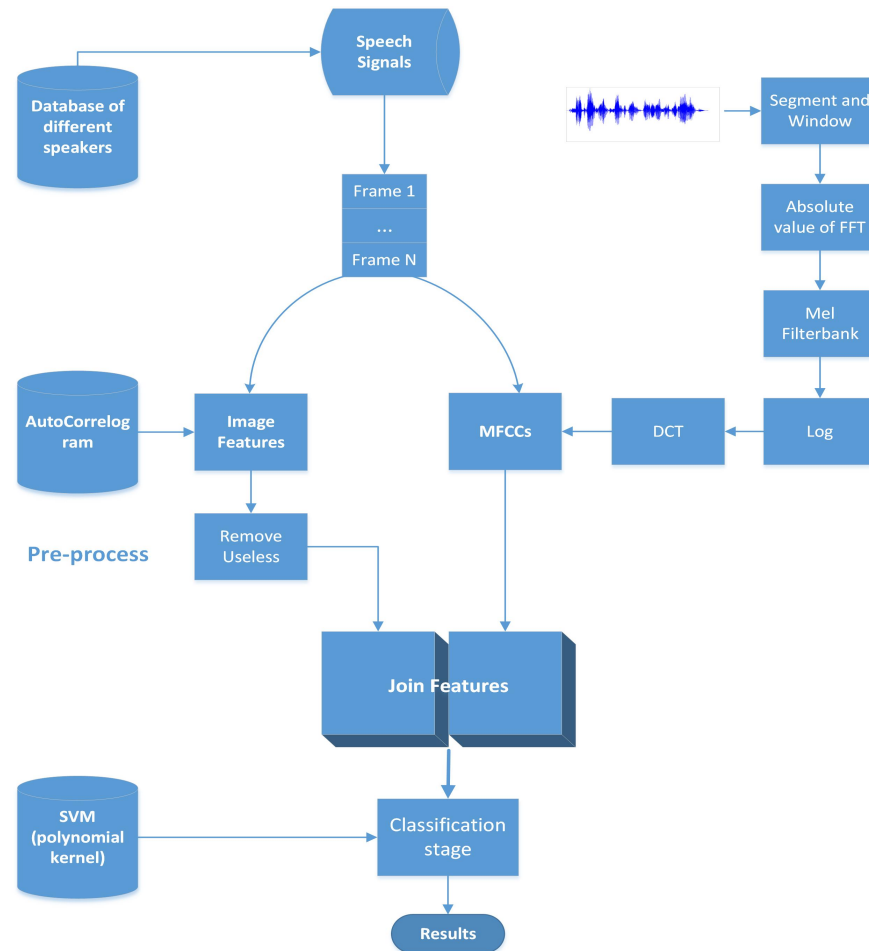 Speech
Signals
Database of
different
speakers
Segment and
Window
Frame 1
...
Frame N
Absolute
value of FFT
Mel
Filterbank
AutoCorrelog
ram
Image
Features
MFCCs
DCT
Log
Pre-process
Remove
Useless
Join Features
SVM
(polynomial
kernel)
Classification
stage
Results